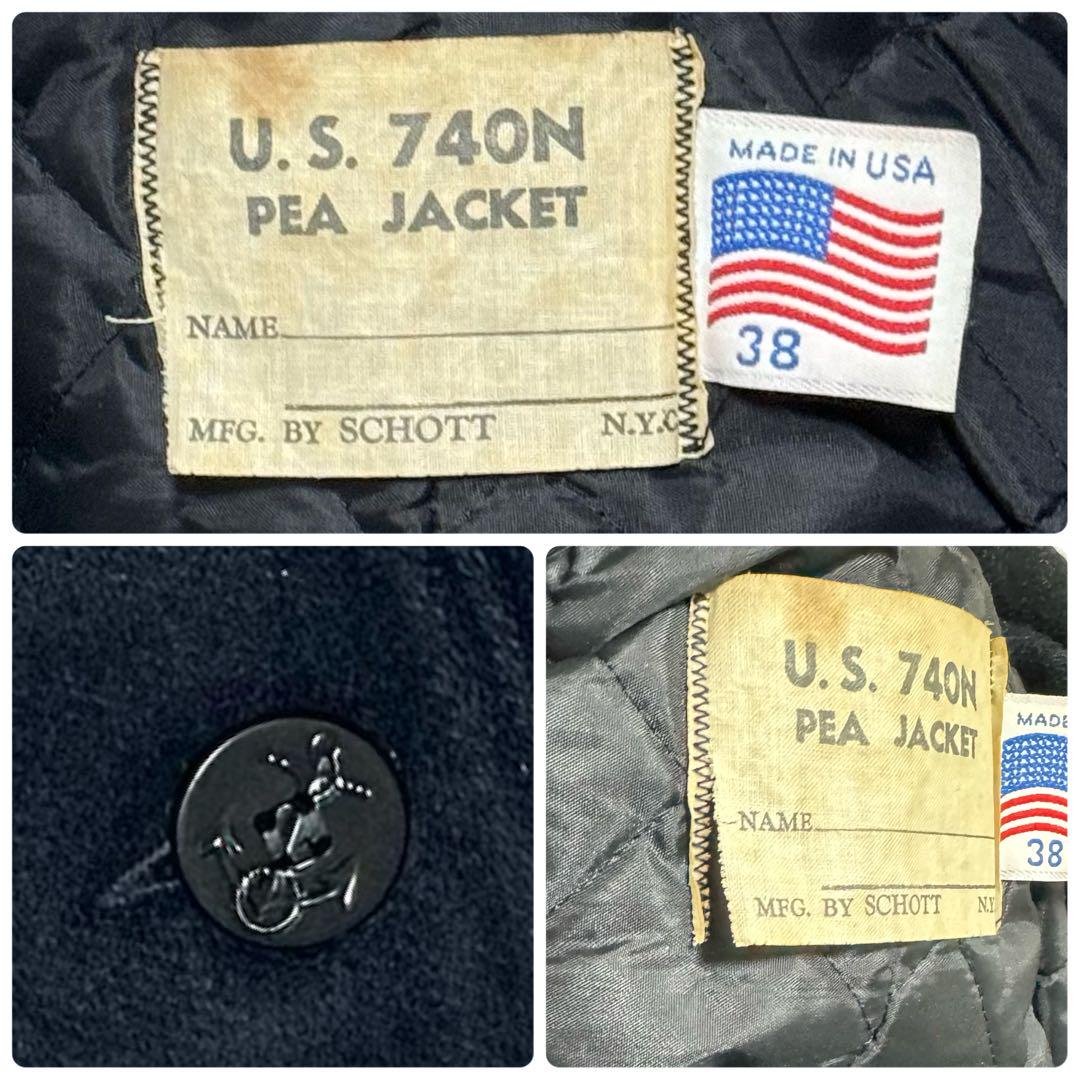 U. S. 740N
PEA JACKET
NAME
MFG. BY SCHOTT N.Y.C
MADE IN USA
38
U. S. 740N
PEA JACKET
NAME
MFG. BY SCHOTT N.Y
MADE
38